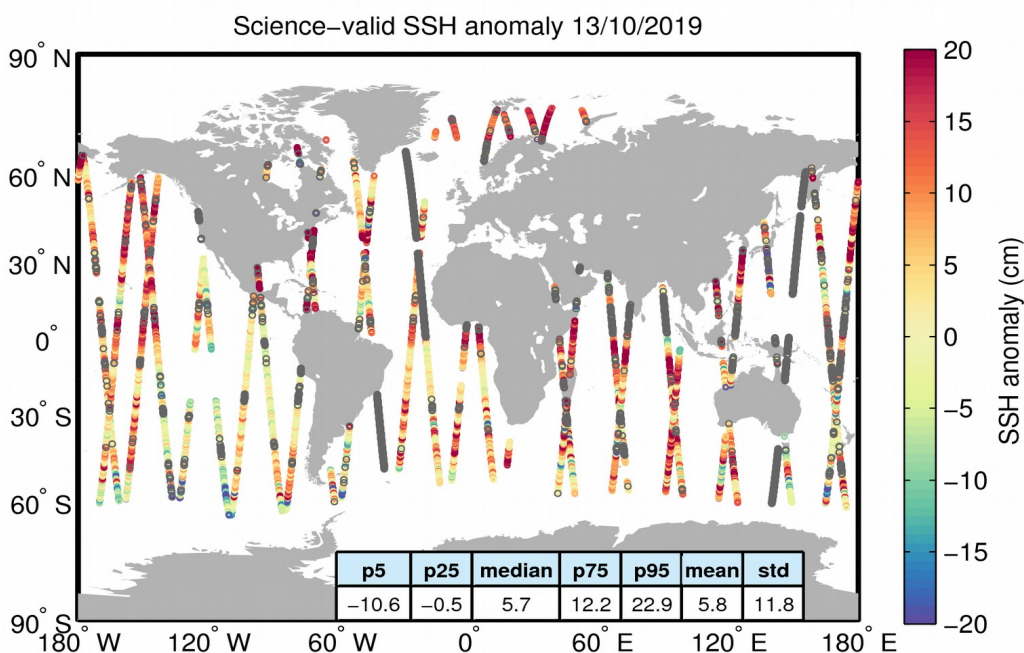 Science−valid SSH anomaly 13/10/2019
90° N
60° N
30° N
0°
30° S
60° S
90° S
180° W
120° W
60° W
0°
60° E
120° E
180° E
p5 p25 median p75 p95 mean std
−10.6 −0.5 5.7 12.2 22.9 5.8 11.8
20
15
10
5
0
−5
−10
−15
−20
SSH anomaly (cm)